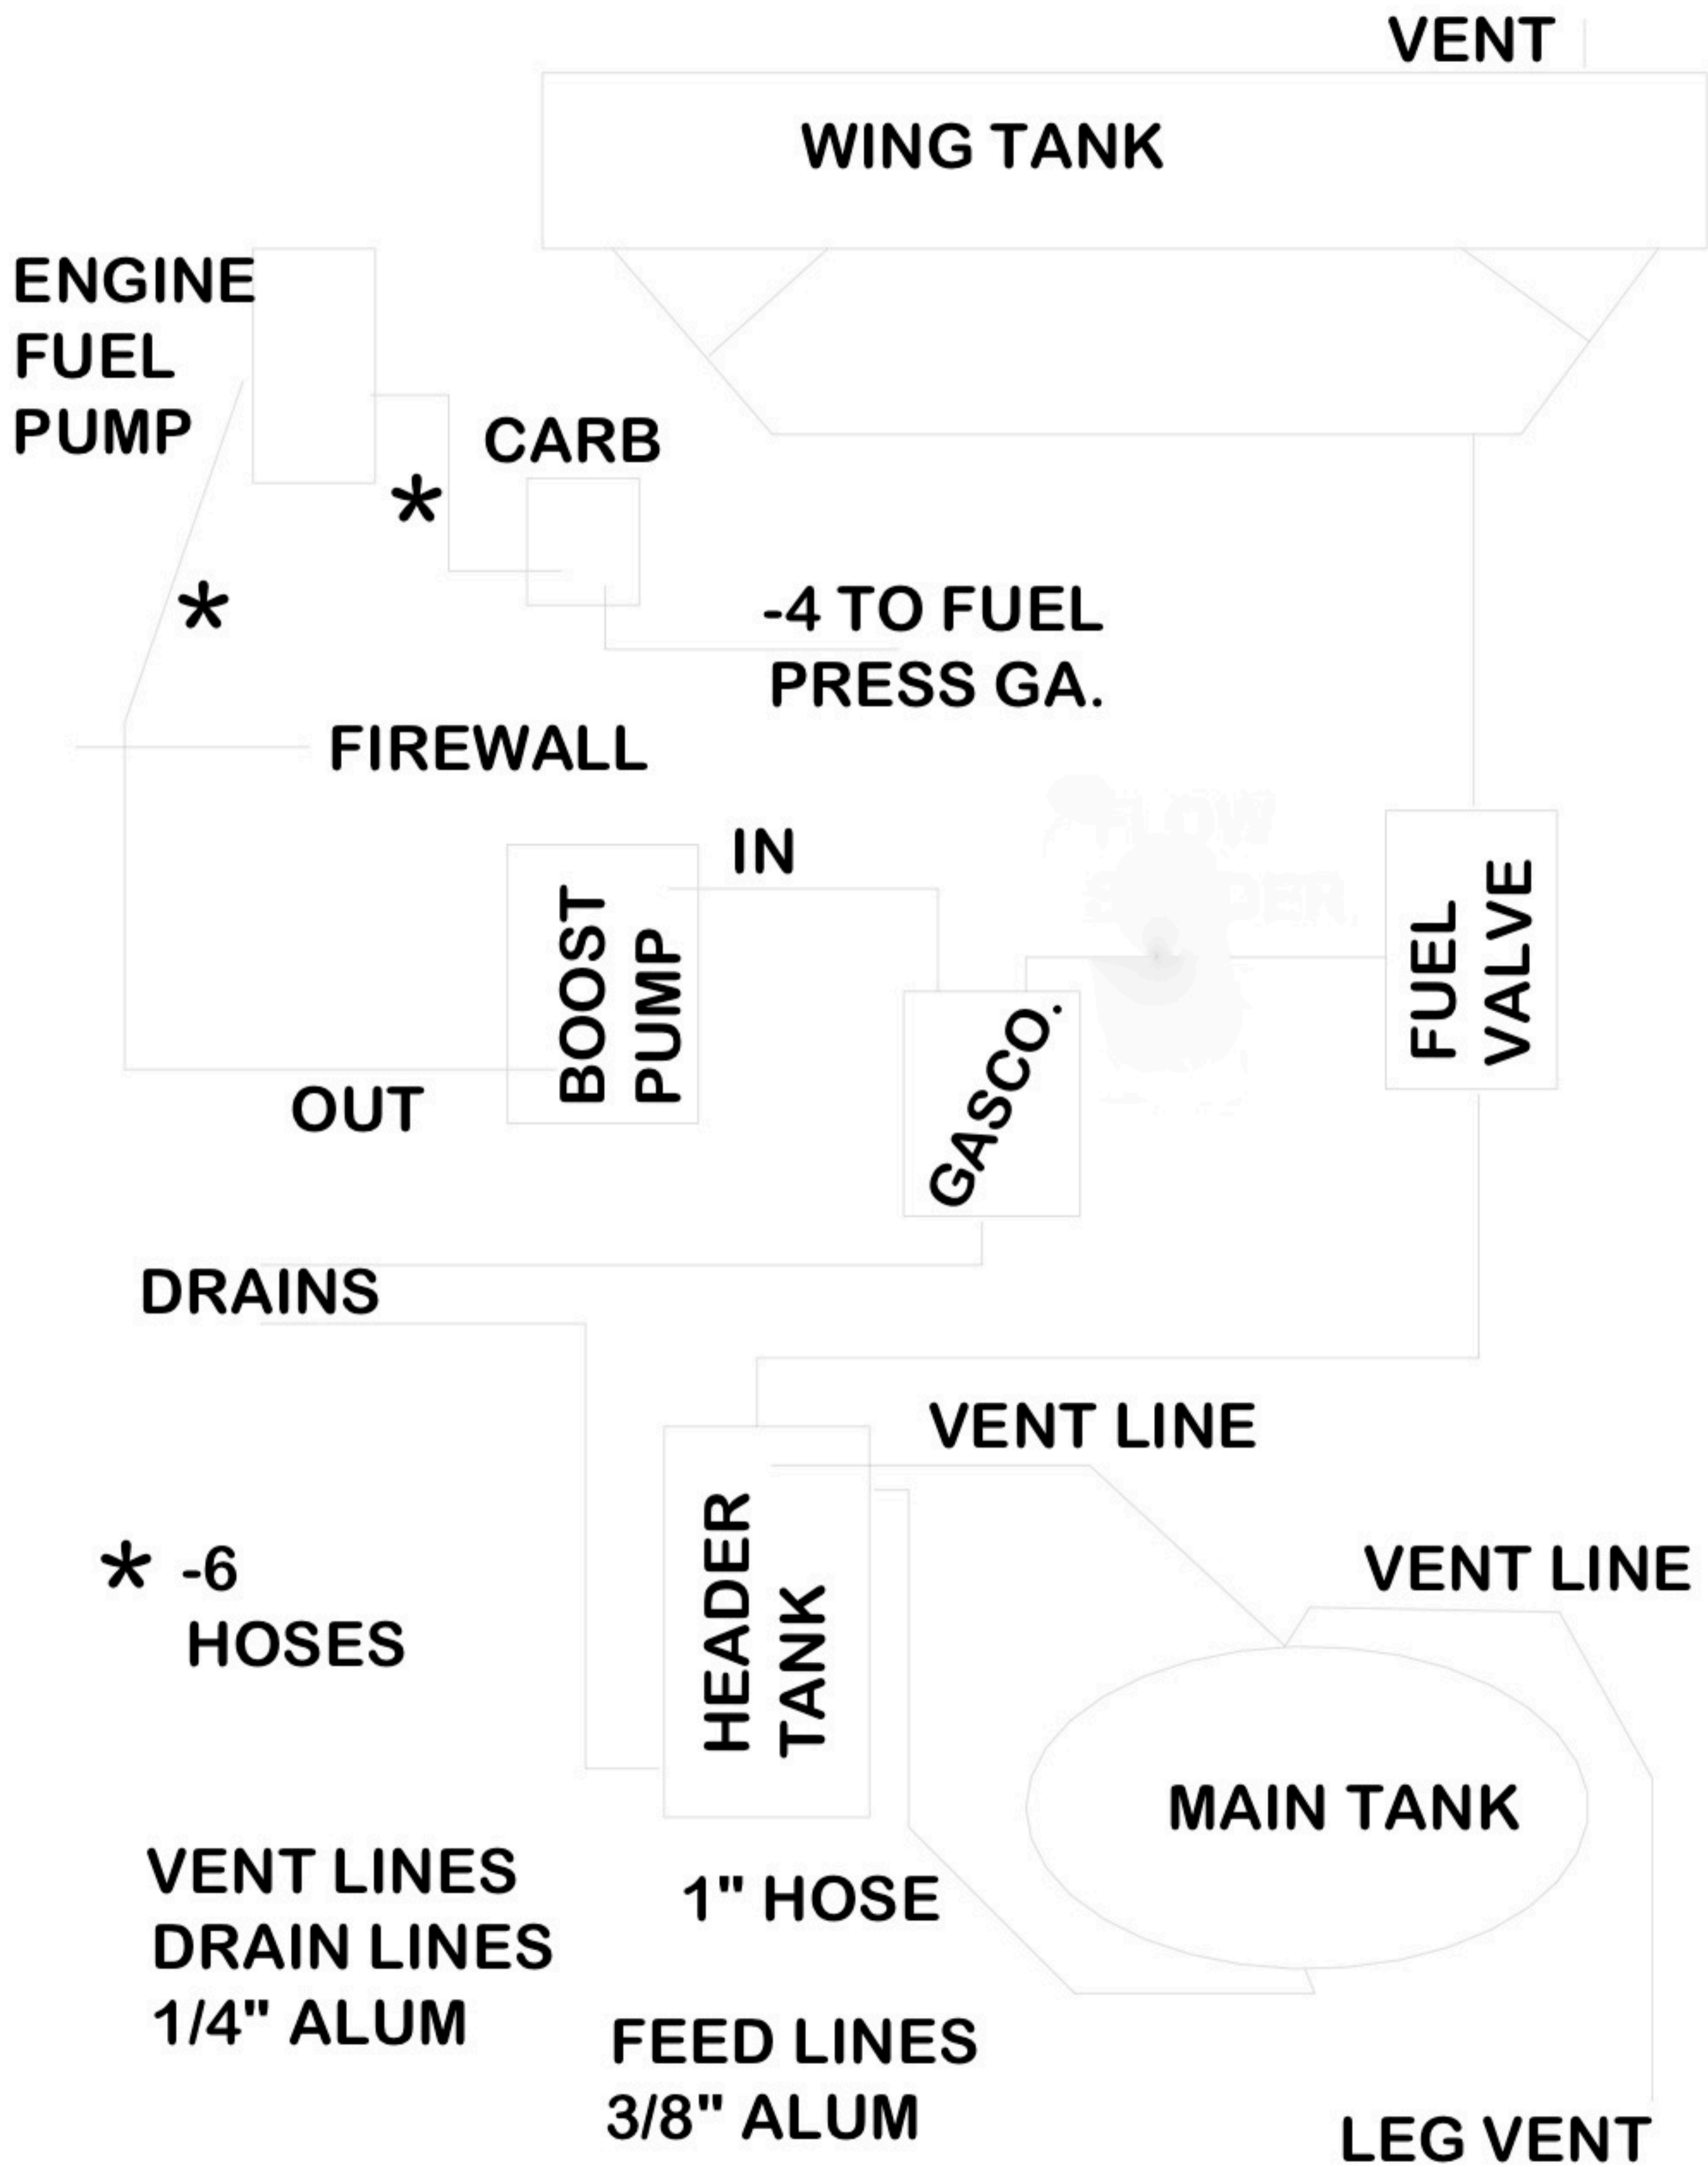 VENT
WING TANK
ENGINE
FUEL
PUMP
CARB
*
*
-4 TO FUEL
PRESS GA.
FIREWALL
FLOW
IN
BOOST
PUMP
FUEL
VALVE
GASCO.
OUT
DRAINS
VENT LINE
HEADER
TANK
* -6
HOSES
VENT LINE
MAIN TANK
VENT LINES
DRAIN LINES
1/4" ALUM
1" HOSE
FEED LINES
3/8" ALUM
LEG VENT